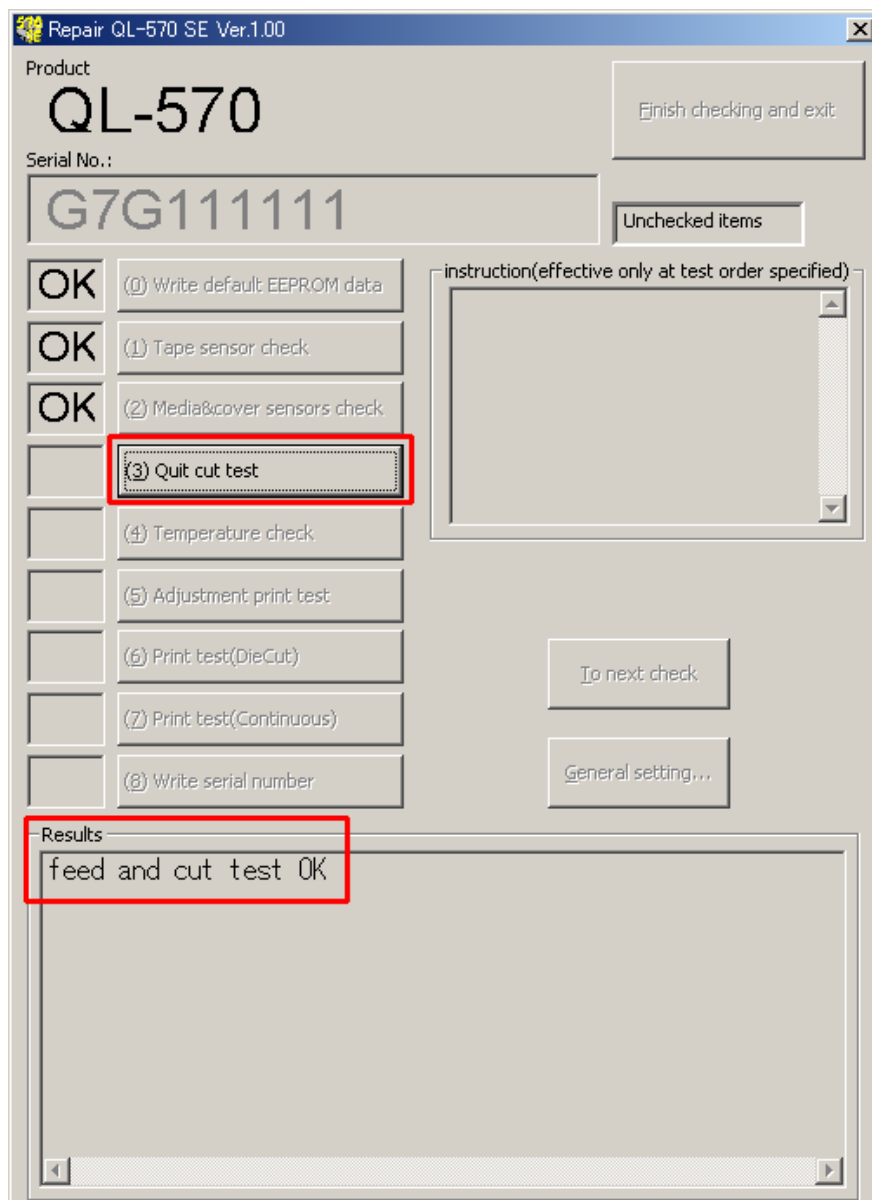 Repair QL-570 SE Ver.1.00
Product
QL-570
Finish checking and exit
Serial No.:
G7G111111
Unchecked items
OK (0) Write default EEPROM data
instruction(effective only at test order specified)
OK (1) Tape sensor check
OK (2) Media&cover sensors check
(3) Quit cut test
(4) Temperature check
(5) Adjustment print test
(6) Print test(DieCut)
To next check
(7) Print test(Continuous)
(8) Write serial number
General setting...
Results
feed and cut test OK